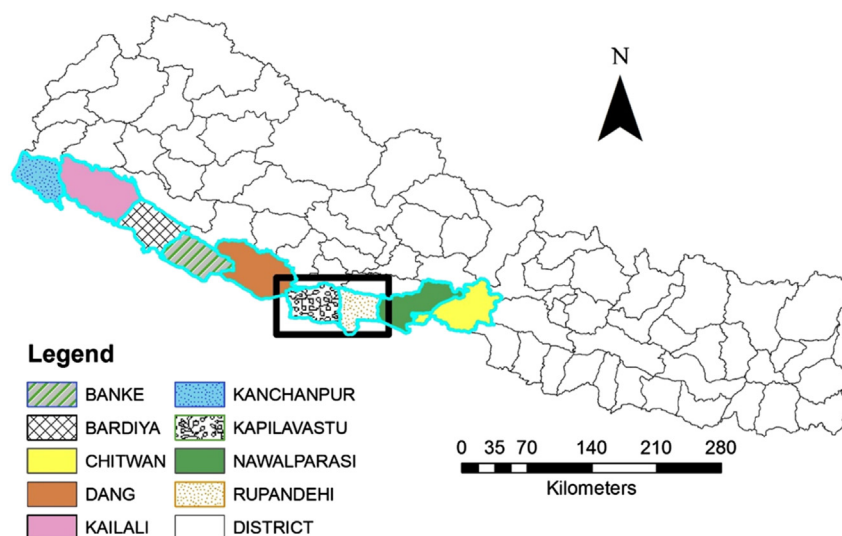 N
Legend
BANKE KANCHANPUR
BARDIYA KAPILAVASTU
CHITWAN NAWALPARASI
DANG RUPANDEHI
KAILALI DISTRICT
0 35 70 140 210 280
Kilometers